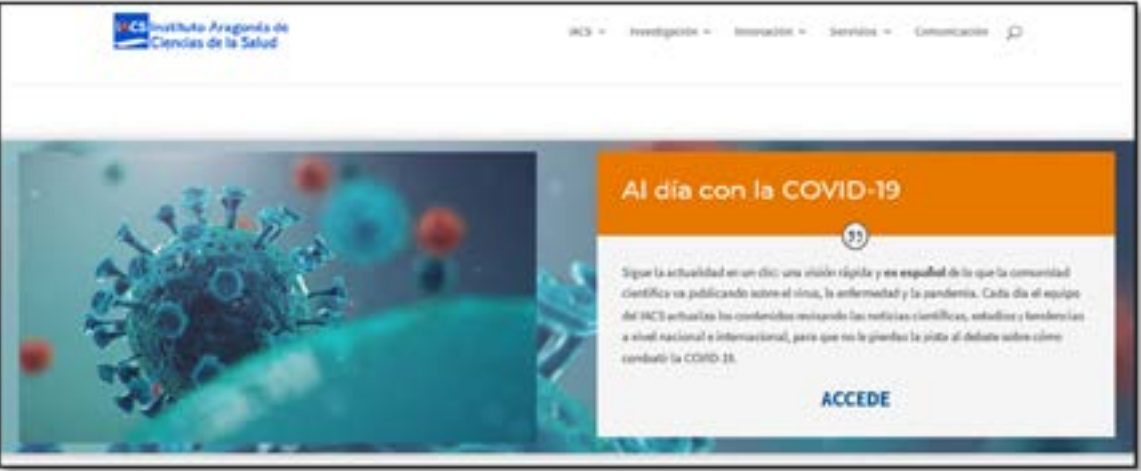 IACS Instituto Aragonés de
Ciencias de la Salud
IACS Investigación Innovación Servicios Comunicación
Al día con la COVID-19
Sigue la actualidad en un clic: una visión rápida y en español de lo que la comunidad
científica va publicando sobre el virus, la enfermedad y la pandemia. Cada día el equipo
del IACS actualiza los contenidos revisando las noticias científicas, estudios y tendencias
a nivel nacional e internacional, para que no le pierdas la pista al debate sobre cómo
combatir la COVID-19.
ACCEDE